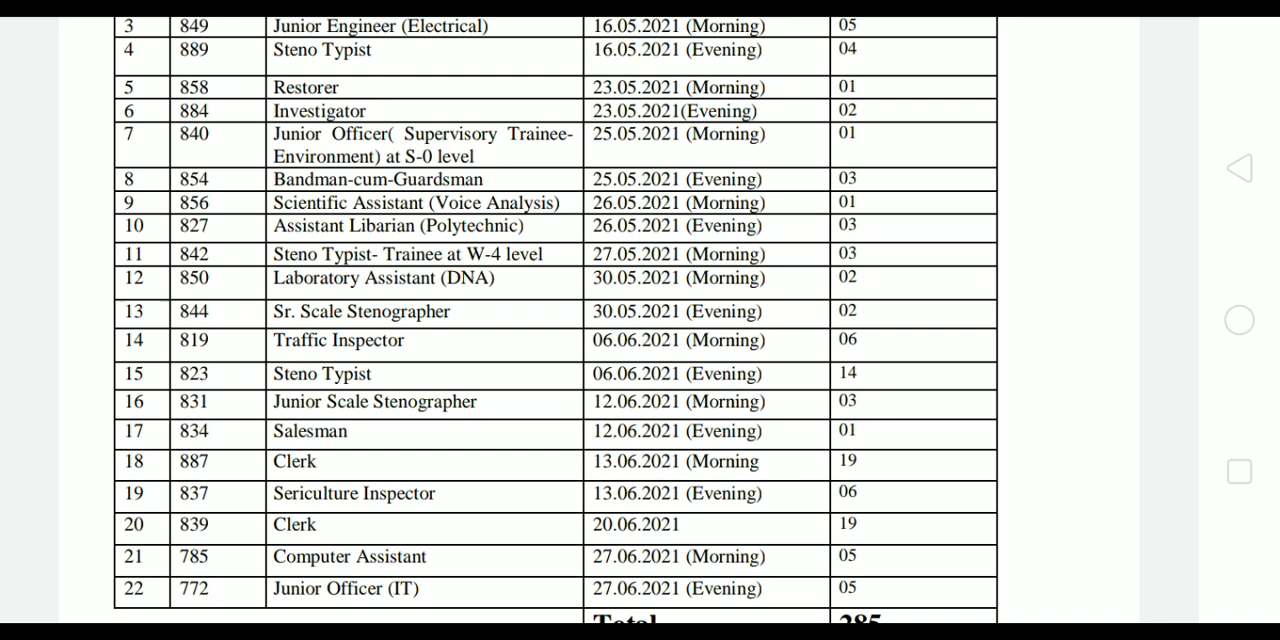 3 849 Junior Engineer (Electrical) 16.05.2021 (Morning) 05
4 889 Steno Typist 16.05.2021 (Evening) 04
5 858 Restorer 23.05.2021 (Morning) 01
6 884 Investigator 23.05.2021(Evening) 02
7 840 Junior Officer( Supervisory Trainee- 25.05.2021 (Morning) 01
Environment) at S-0 level
8 854 Bandman-cum-Guardsman 25.05.2021 (Evening) 03
9 856 Scientific Assistant (Voice Analysis) 26.05.2021 (Morning) 01
10 827 Assistant Libarian (Polytechnic) 26.05.2021 (Evening) 03
11 842 Steno Typist- Trainee at W-4 level 27.05.2021 (Morning) 03
12 850 Laboratory Assistant (DNA) 30.05.2021 (Morning) 02
13 844 Sr. Scale Stenographer 30.05.2021 (Evening) 02
14 819 Traffic Inspector 06.06.2021 (Morning) 06
15 823 Steno Typist 06.06.2021 (Evening) 14
16 831 Junior Scale Stenographer 12.06.2021 (Morning) 03
17 834 Salesman 12.06.2021 (Evening) 01
18 887 Clerk 13.06.2021 (Morning 19
19 837 Sericulture Inspector 13.06.2021 (Evening) 06
20 839 Clerk 20.06.2021 19
21 785 Computer Assistant 27.06.2021 (Morning) 05
22 772 Junior Officer (IT) 27.06.2021 (Evening) 05
Total 285